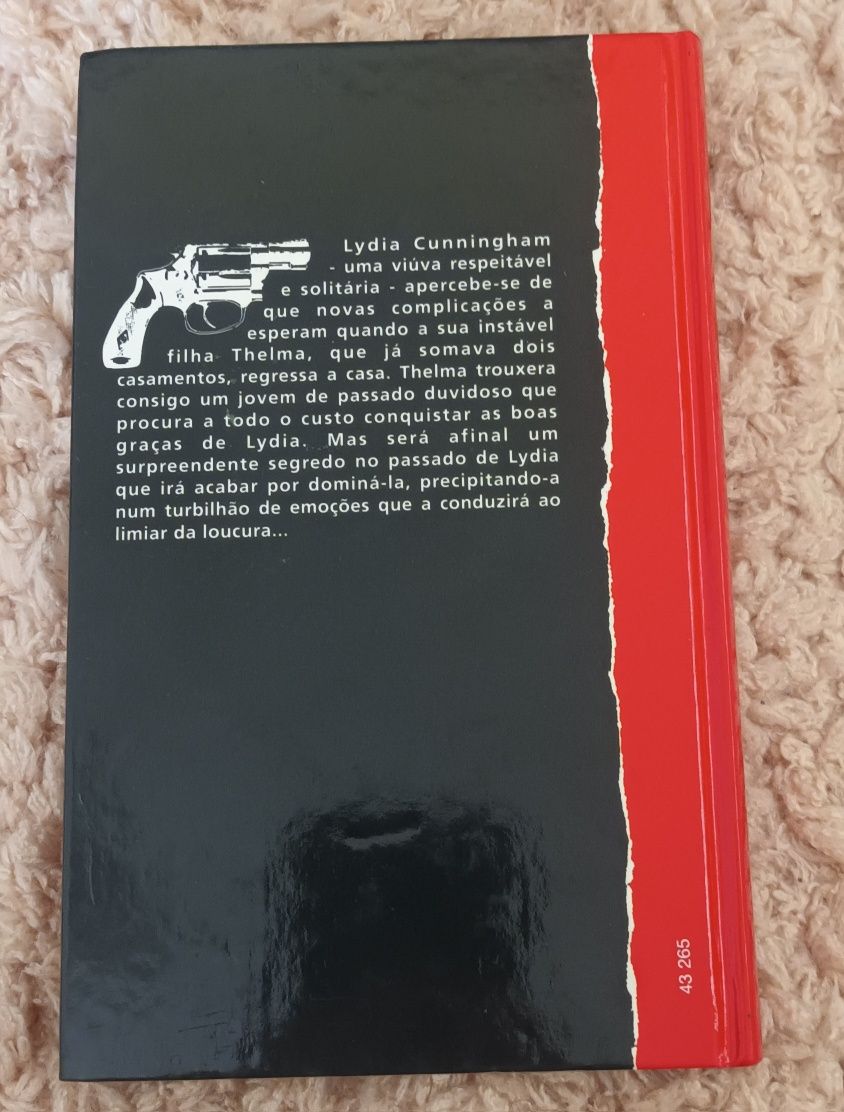 Lydia Cunningham
- uma viúva respeitável
e solitária - apercebe-se de
que novas complicações a
esperam quando a sua instável
filha Thelma, que já somava dois
casamentos, regressa a casa. Thelma trouxera
consigo um jovem de passado duvidoso que
procura a todo o custo conquistar as boas
graças de Lydia. Mas será afinal um
surpreendente segredo no passado de Lydia
que irá acabar por dominá-la, precipitando-a
num turbilhão de emoções que a conduzirá ao
limiar da loucura...
43 265